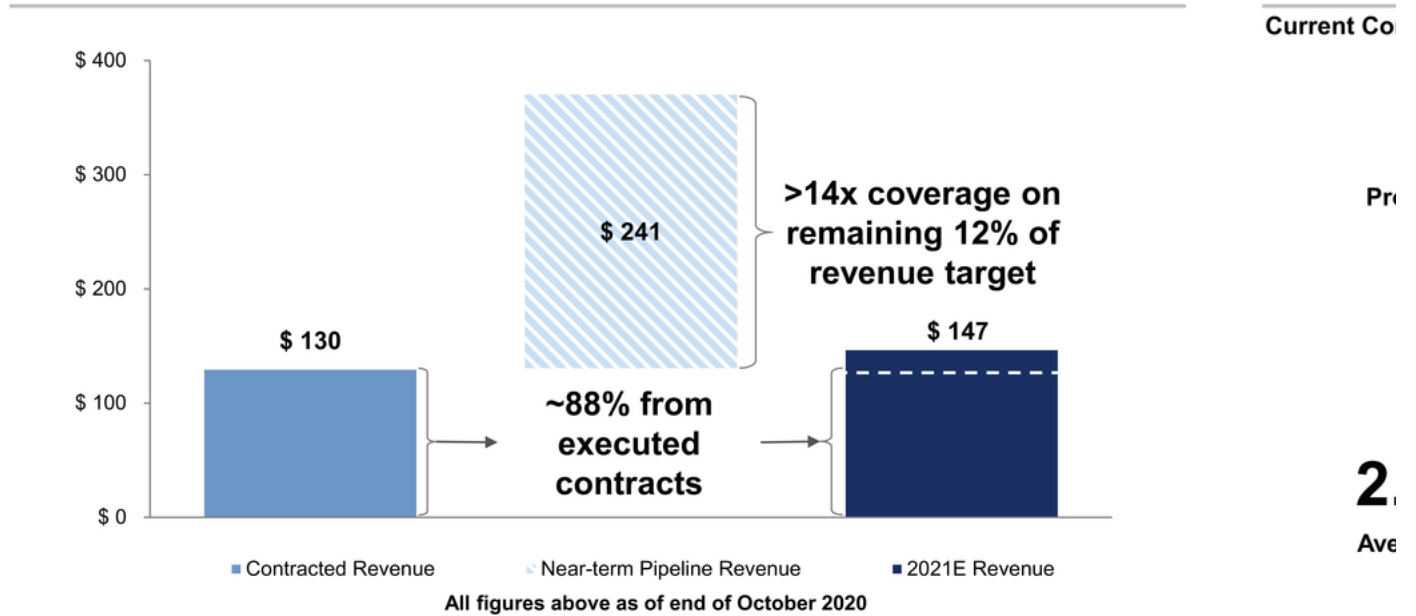 Current Co
$ 400
$ 300
$ 200
$ 100
$ 0
$ 130
$ 241
>14x coverage on
remaining 12% of
revenue target
$ 147
~88% from
executed
contracts
Contracted Revenue
Near-term Pipeline Revenue
2021E Revenue
All figures above as of end of October 2020
Pr
2.
Ave